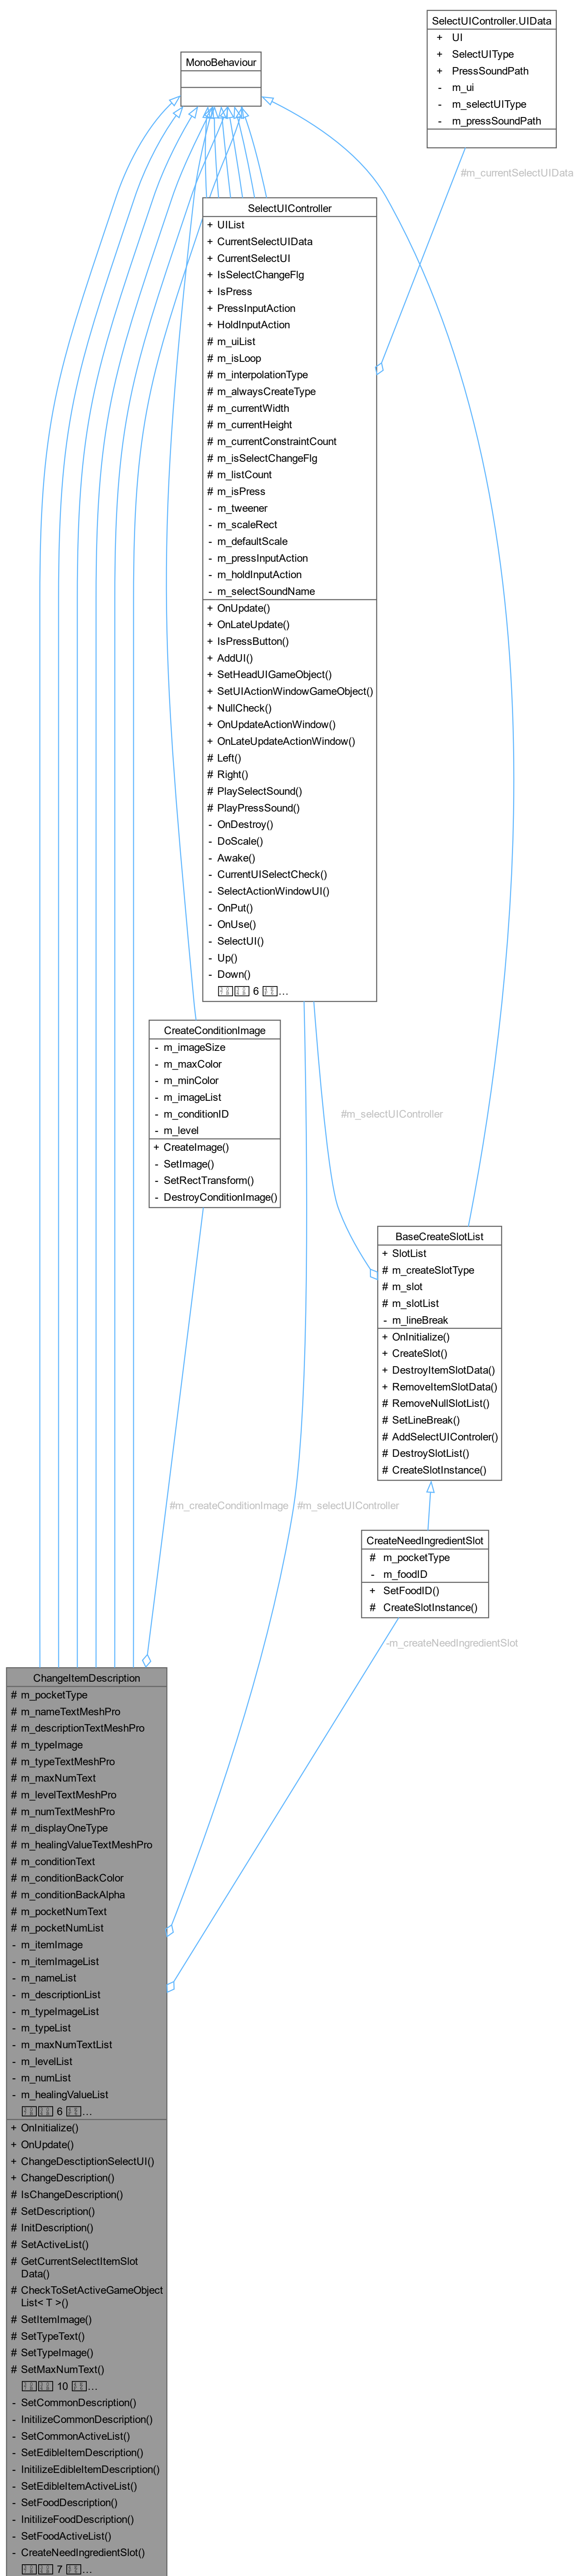 SelectUIController.UIData
+ UI
+ SelectUIType
+ PressSoundPath
- m_ui
- m_selectUIType
- m_pressSoundPath
MonoBehaviour
#m_currentSelectUIData
SelectUIController
+ UIList
+ CurrentSelectUIData
+ CurrentSelectUI
+ IsSelectChangeFlg
+ IsPress
+ PressInputAction
+ HoldInputAction
# m_uiList
# m_isLoop
# m_interpolationType
# m_alwaysCreateType
# m_currentWidth
# m_currentHeight
# m_currentConstraintCount
# m_isSelectChangeFlg
# m_listCount
# m_isPress
- m_tweener
- m_scaleRect
- m_defaultScale
- m_pressInputAction
- m_holdInputAction
- m_selectSoundName
+ OnUpdate()
+ OnLateUpdate()
+ IsPressButton()
+ AddUI()
+ SetHeadUIGameObject()
+ SetUIActionWindowGameObject()
+ NullCheck()
+ OnUpdateActionWindow()
+ OnLateUpdateActionWindow()
# Left()
# Right()
# PlaySelectSound()
# PlayPressSound()
- OnDestroy()
- DoScale()
- Awake()
- CurrentUISelectCheck()
- SelectActionWindowUI()
- OnPut()
- OnUse()
- SelectUI()
- Up()
- Down()
6 ...
CreateConditionImage
- m_imageSize
- m_maxColor
- m_minColor
- m_imageList
- m_conditionID
- m_level
+ CreateImage()
- SetImage()
- SetRectTransform()
- DestroyConditionImage()
#m_selectUIController
BaseCreateSlotList
+ SlotList
# m_createSlotType
# m_slot
# m_slotList
- m_lineBreak
+ OnInitialize()
+ CreateSlot()
+ DestroyItemSlotData()
+ RemoveItemSlotData()
# RemoveNullSlotList()
# SetLineBreak()
# AddSelectUIControler()
# DestroySlotList()
# CreateSlotInstance()
#m_createConditionImage
#m_selectUIController
CreateNeedIngredientSlot
# m_pocketType
- m_foodID
+ SetFoodID()
# CreateSlotInstance()
-m_createNeedIngredientSlot
ChangeItemDescription
# m_pocketType
# m_nameTextMeshPro
# m_descriptionTextMeshPro
# m_typeImage
# m_typeTextMeshPro
# m_maxNumText
# m_levelTextMeshPro
# m_numTextMeshPro
# m_displayOneType
# m_healingValueTextMeshPro
# m_conditionText
# m_conditionBackColor
# m_conditionBackAlpha
# m_pocketNumText
# m_pocketNumList
- m_itemImage
- m_itemImageList
- m_nameList
- m_descriptionList
- m_typeImageList
- m_typeList
- m_maxNumTextList
- m_levelList
- m_numList
- m_healingValueList
6 ...
+ OnInitialize()
+ OnUpdate()
+ ChangeDesctiptionSelectUI()
+ ChangeDescription()
# IsChangeDescription()
# SetDescription()
# InitDescription()
# SetActiveList()
# GetCurrentSelectItemSlot
Data()
# CheckToSetActiveGameObject
List< T >()
# SetItemImage()
# SetTypeText()
# SetTypeImage()
# SetMaxNumText()
10 ...
- SetCommonDescription()
- InitilizeCommonDescription()
- SetCommonActiveList()
- SetEdibleItemDescription()
- InitilizeEdibleItemDescription()
- SetEdibleItemActiveList()
- SetFoodDescription()
- InitilizeFoodDescription()
- SetFoodActiveList()
- CreateNeedIngredientSlot()
7 ...